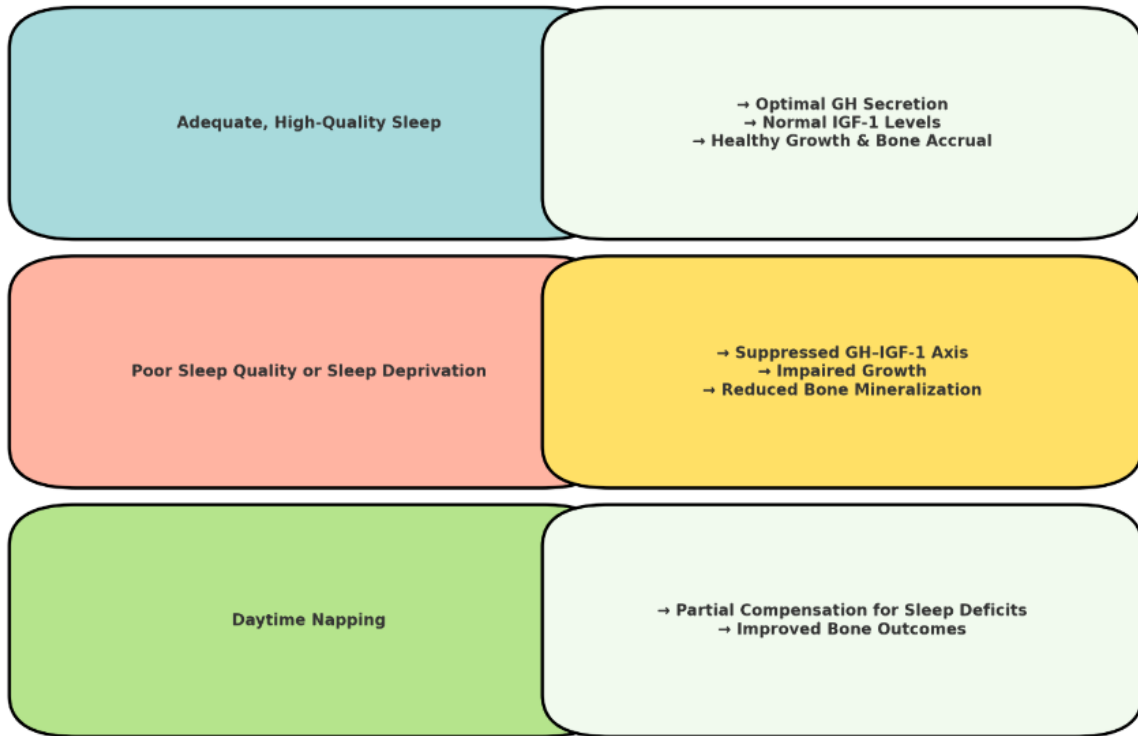 Adequate, High-Quality Sleep
→ Optimal GH Secretion
→ Normal IGF-1 Levels
→ Healthy Growth & Bone Accrual
Poor Sleep Quality or Sleep Deprivation
→ Suppressed GH–IGF-1 Axis
→ Impaired Growth
→ Reduced Bone Mineralization
Daytime Napping
→ Partial Compensation for Sleep Deficits
→ Improved Bone Outcomes